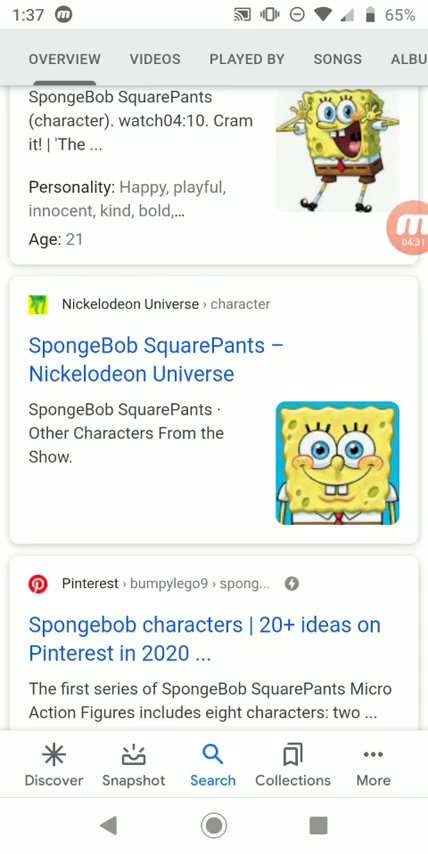 1:37
65%
OVERVIEW VIDEOS PLAYED BY SONGS ALBU
SpongeBob SquarePants
(character). watch04:10. Cram
it! | 'The ...
Personality: Happy, playful,
innocent, kind, bold,...
Age: 21
04:31
Nickelodeon Universe › character
SpongeBob SquarePants –
Nickelodeon Universe
SpongeBob SquarePants ·
Other Characters From the
Show.
Pinterest › bumpylego9 › spong...
Spongebob characters | 20+ ideas on
Pinterest in 2020 ...
The first series of SpongeBob SquarePants Micro
Action Figures includes eight characters: two ...
Discover Snapshot Search Collections More